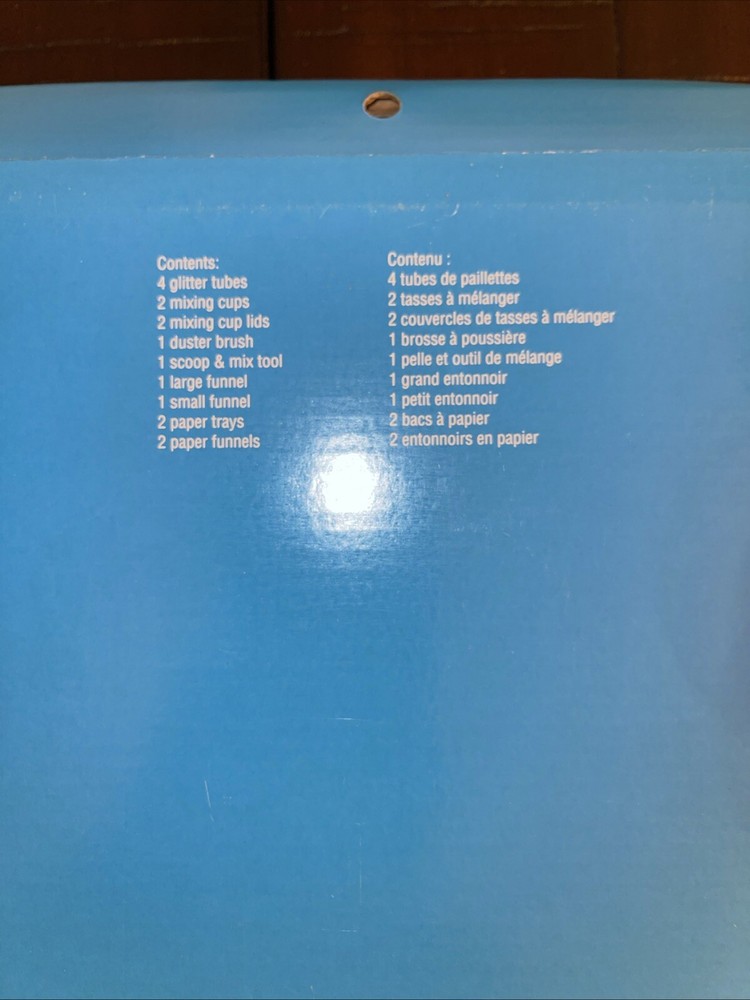 Contents:
4 glitter tubes
2 mixing cups
2 mixing cup lids
1 duster brush
1 scoop & mix tool
1 large funnel
1 small funnel
2 paper trays
2 paper funnels
Contenu :
4 tubes de paillettes
2 tasses à mélanger
2 couvercles de tasses à mélanger
1 brosse à poussière
1 pelle et outil de mélange
1 grand entonnoir
1 petit entonnoir
2 bacs à papier
2 entonnoirs en papier